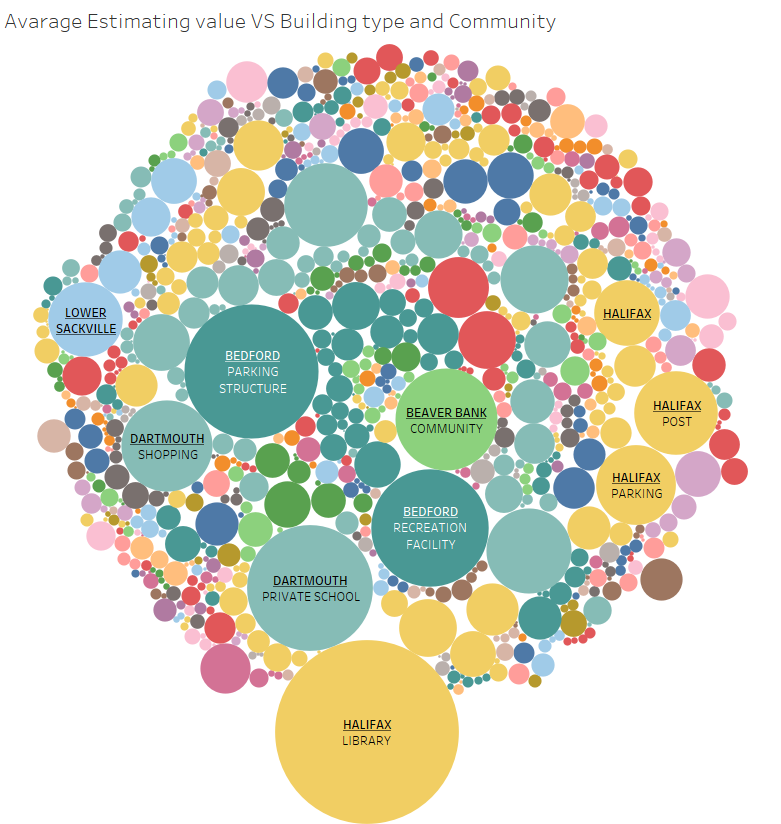 Avarage Estimating value VS Building type and Community
LOWER
SACKVILLE
HALIFAX
BEDFORD
PARKING
STRUCTURE
BEAVER BANK
COMMUNITY
HALIFAX
POST
DARTMOUTH
SHOPPING
HALIFAX
PARKING
BEDFORD
RECREATION
FACILITY
DARTMOUTH
PRIVATE SCHOOL
HALIFAX
LIBRARY